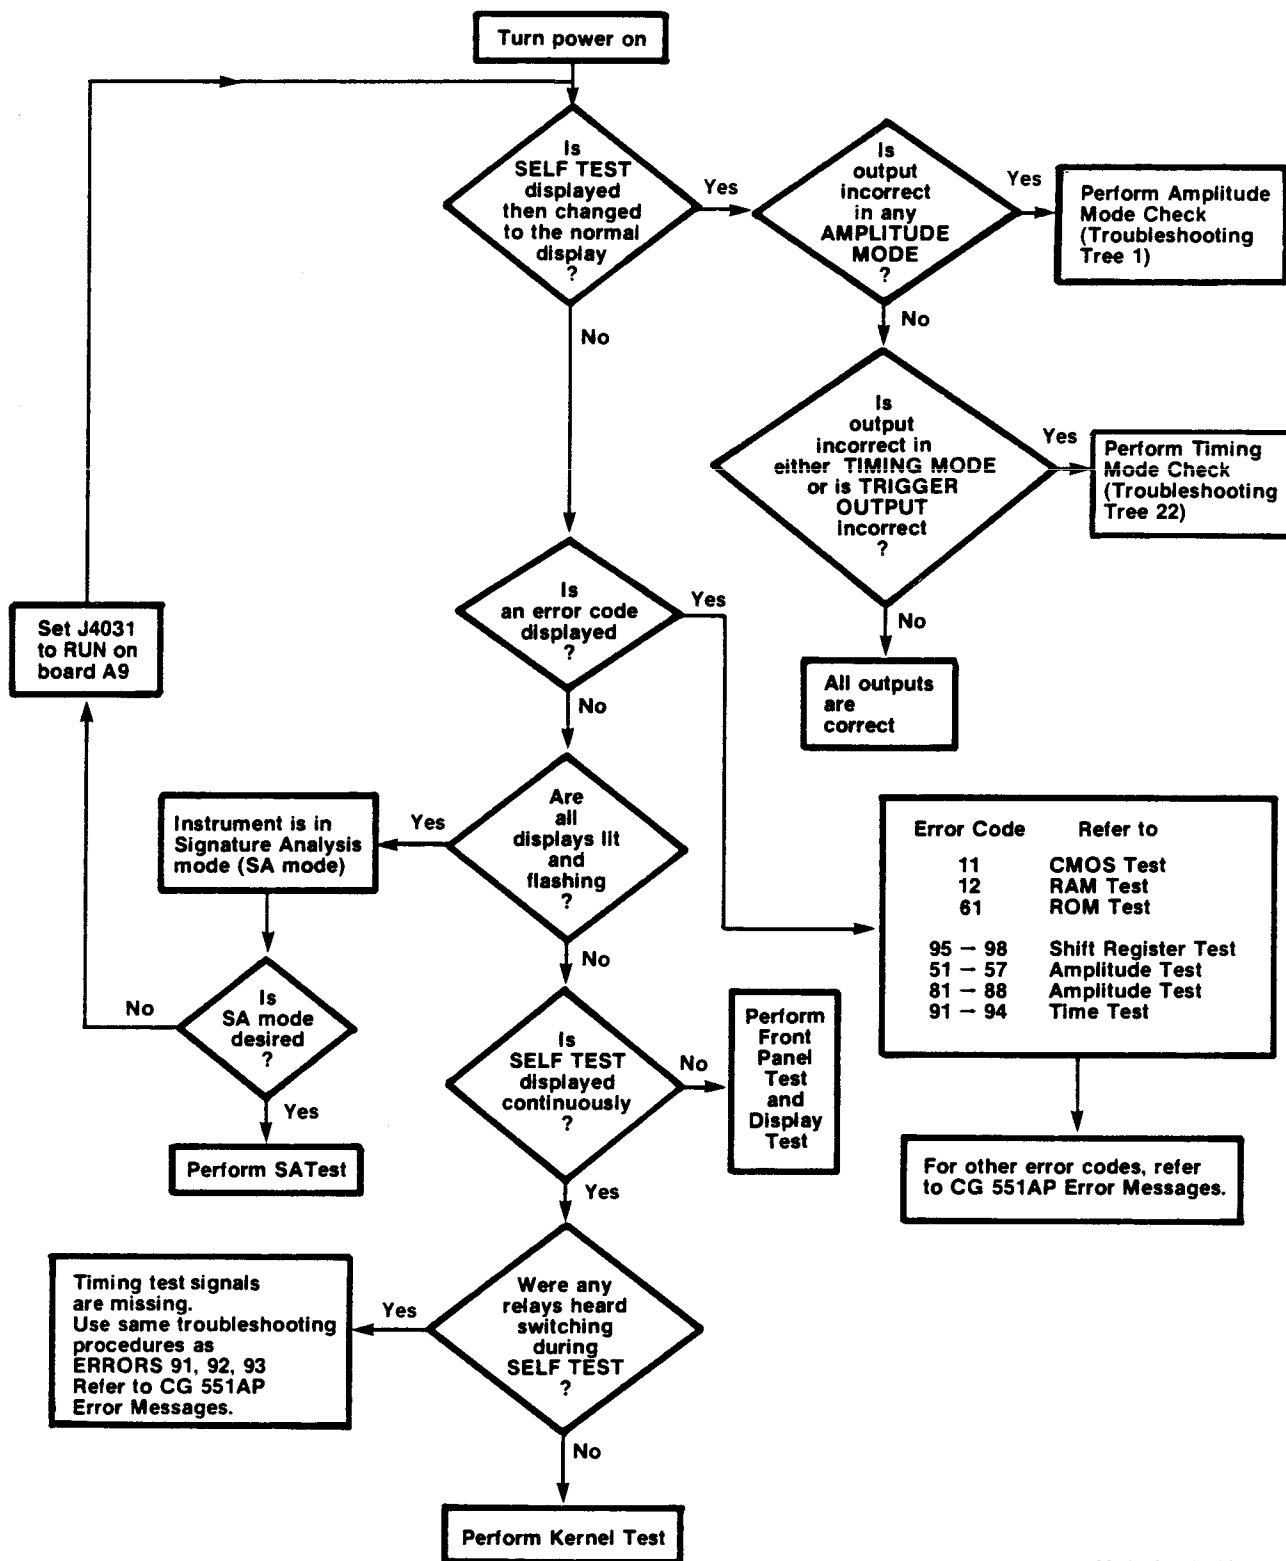 Turn power on
Is
SELF TEST
displayed
then changed
to the normal
display
?
Yes
No
Is
output
incorrect
in any
AMPLITUDE
MODE
?
Yes
No
Perform Amplitude
Mode Check
(Troubleshooting
Tree 1)
Is
output
incorrect in
either TIMING MODE
or is TRIGGER
OUTPUT
incorrect
?
Yes
No
Perform Timing
Mode Check
(Troubleshooting
Tree 22)
All outputs
are
correct
Is
an error code
displayed
?
Yes
No
Set J4031
to RUN on
board A9
Are
all
displays lit
and
flashing
?
Yes
No
Instrument is in
Signature Analysis
mode (SA mode)
Error Code Refer to
11 CMOS Test
12 RAM Test
61 ROM Test
95 – 98 Shift Register Test
51 – 57 Amplitude Test
81 – 88 Amplitude Test
91 – 94 Time Test
For other error codes, refer
to CG 551AP Error Messages.
Is
SA mode
desired
?
No
Yes
Perform SATest
Is
SELF TEST
displayed
continuously
?
No
Yes
Perform
Front
Panel
Test
and
Display
Test
Were any
relays heard
switching
during
SELF TEST
?
Yes
No
Timing test signals
are missing.
Use same troubleshooting
procedures as
ERRORS 91, 92, 93
Refer to CG 551AP
Error Messages.
Perform Kernel Test